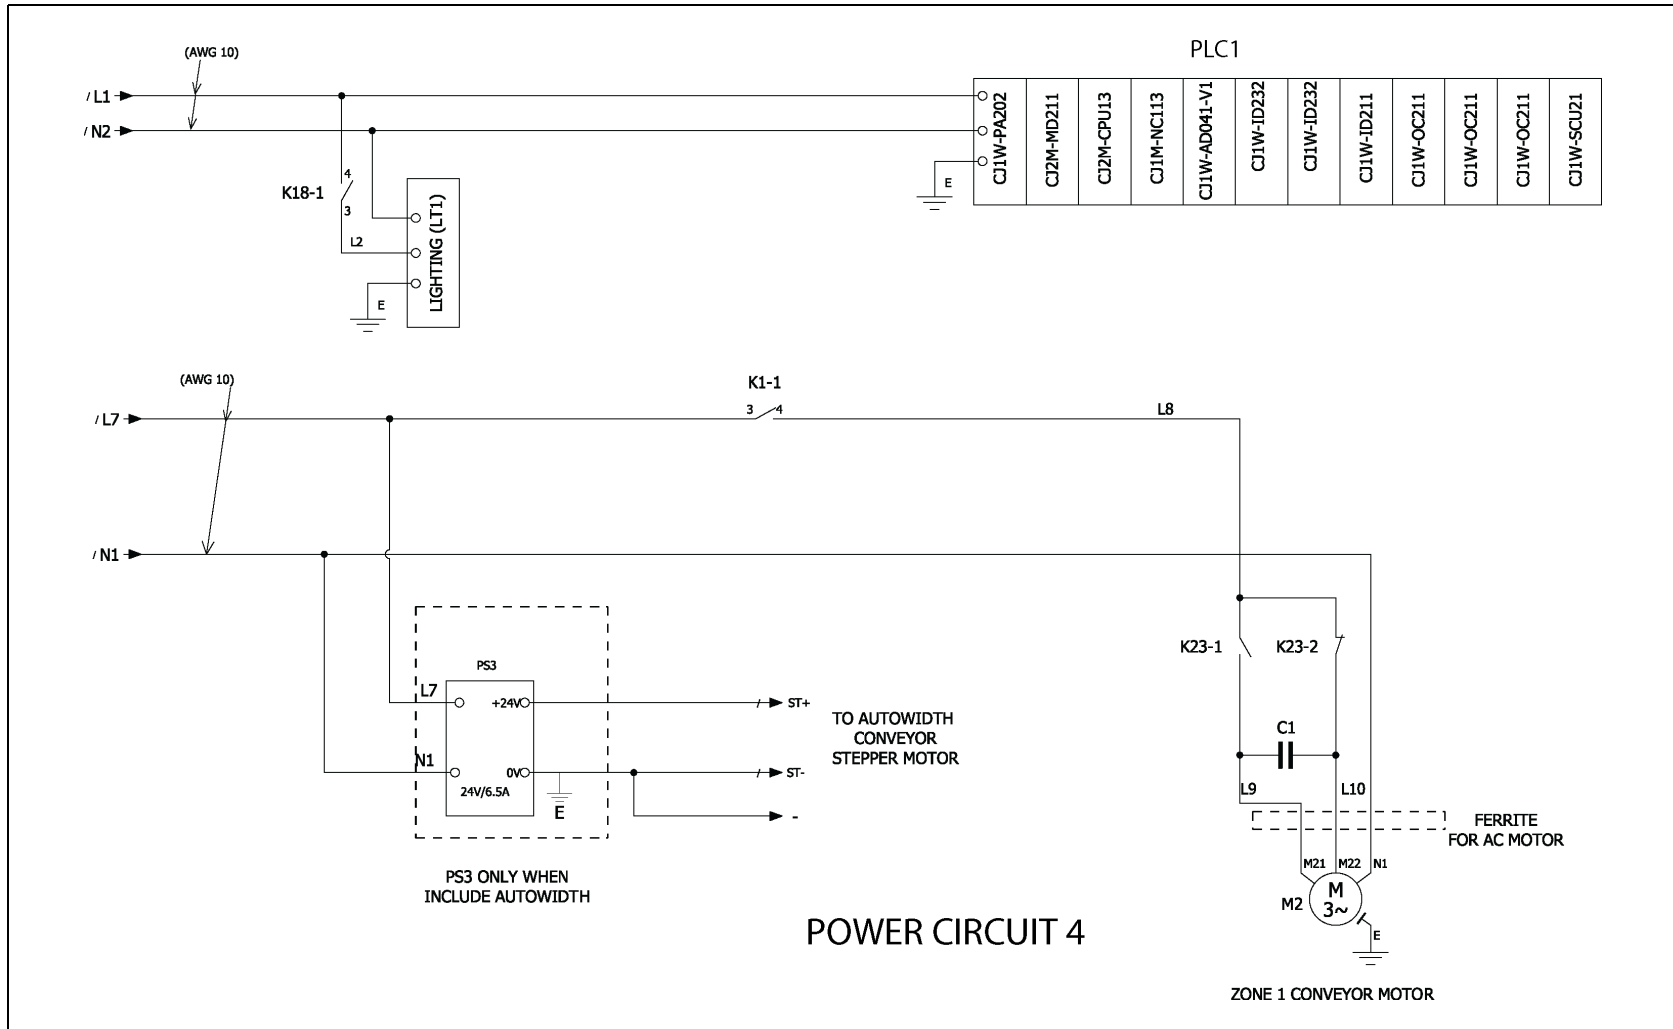 (AWG 10)
PLC1
/ L1
/ N2
CJ1W-PA202
CJ2M-MD211
CJ2M-CPU13
CJ1M-NC113
CJ1W-AD041-V1
CJ1W-ID232
CJ1W-ID232
CJ1W-ID211
CJ1W-OC211
CJ1W-OC211
CJ1W-OC211
CJ1W-SCU21
E
4
K18-1
3
L2
LIGHTING (LT1)
E
(AWG 10)
K1-1
3
4
/ L7
L8
/ N1
K23-1
K23-2
PS3
L7
+24V
/
ST+
TO AUTOWIDTH
CONVEYOR
STEPPER MOTOR
C1
N1
0V
/
ST-
24V/6.5A
E
-
L9
L10
FERRITE
FOR AC MOTOR
M21
M22
N1
PS3 ONLY WHEN
INCLUDE AUTOWIDTH
M2
M
3~
E
POWER CIRCUIT 4
ZONE 1 CONVEYOR MOTOR